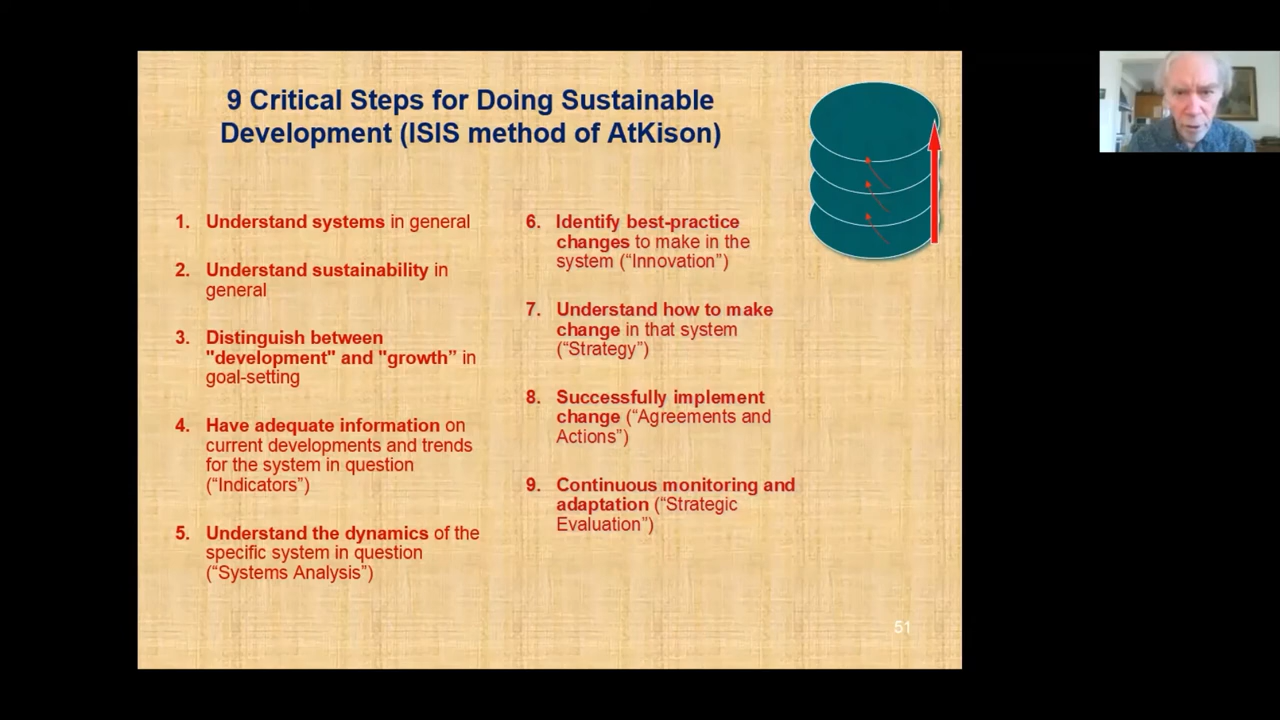 9 Critical Steps for Doing Sustainable
Development (ISIS method of AtKison)
1. Understand systems in general
2. Understand sustainability in
general
3. Distinguish between
"development" and "growth” in
goal-setting
4. Have adequate information on
current developments and trends
for the system in question
(“Indicators”)
5. Understand the dynamics of the
specific system in question
(“Systems Analysis”)
6. Identify best-practice
changes to make in the
system (“Innovation”)
7. Understand how to make
change in that system
(“Strategy”)
8. Successfully implement
change (“Agreements and
Actions”)
9. Continuous monitoring and
adaptation (“Strategic
Evaluation”)
51